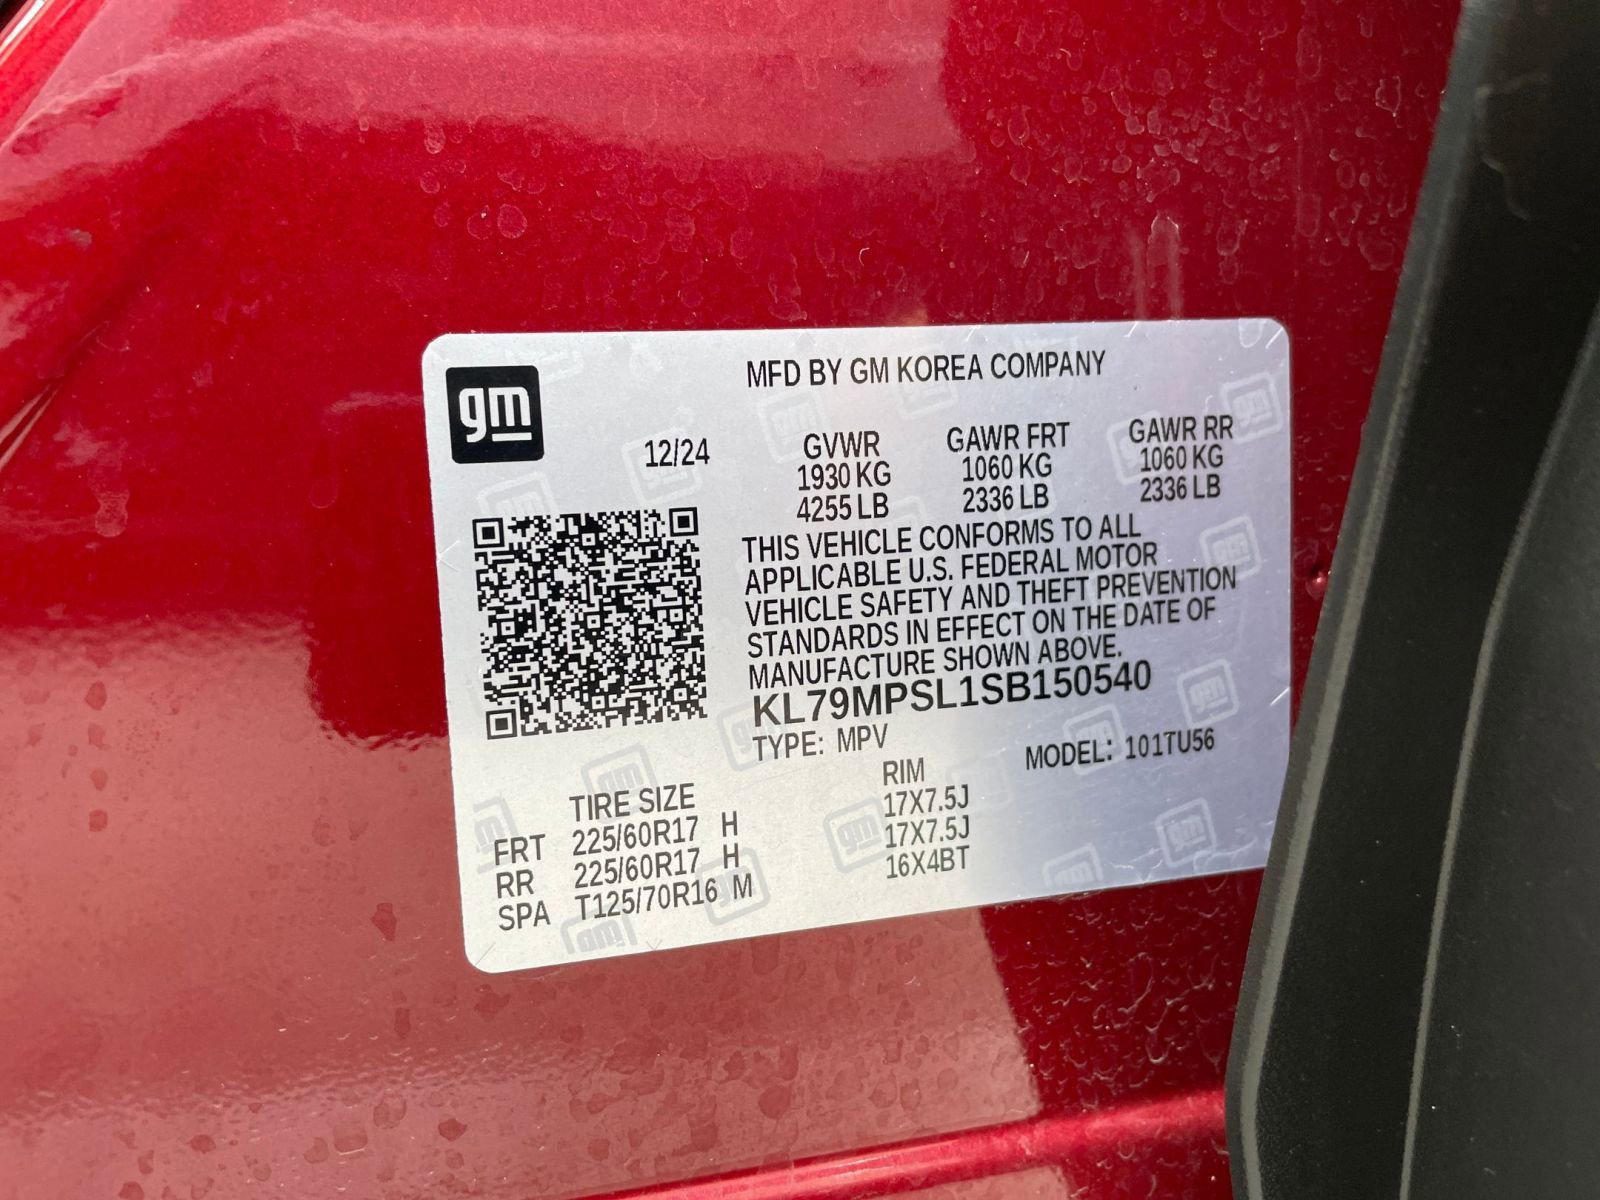 gm
MFD BY GM KOREA COMPANY
12/24
GVWR GAWR FRT GAWR RR
1930 KG 1060 KG 1060 KG
4255 LB 2336 LB 2336 LB
THIS VEHICLE CONFORMS TO ALL
APPLICABLE U.S. FEDERAL MOTOR
VEHICLE SAFETY AND THEFT PREVENTION
STANDARDS IN EFFECT ON THE DATE OF
MANUFACTURE SHOWN ABOVE.
KL79MPSL1SB150540
TYPE: MPV MODEL: 101TU56
TIRE SIZE RIM
FRT 225/60R17 H 17X7.5J
RR 225/60R17 H 17X7.5J
SPA T125/70R16 M 16X4BT